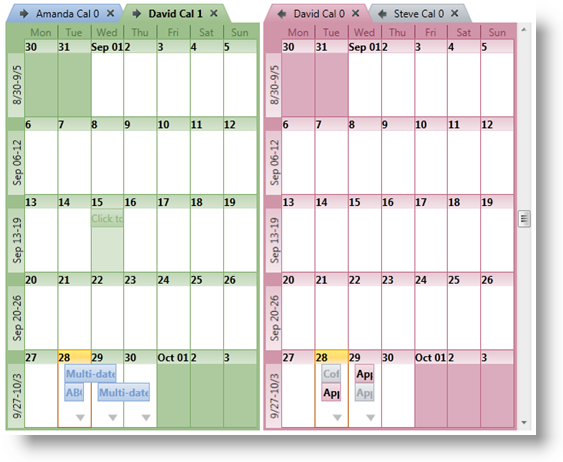 Amanda Cal 0 David Cal 1 David Cal 0 Steve Cal 0
Mon Tue Wed Thu Fri Sat Sun Mon Tue Wed Thu Fri Sat Sun
8/30-9/5 30 31 Sep 01 2 3 4 5 8/30-9/5 30 31 Sep 01 2 3 4 5
Sep 06-12 6 7 8 9 10 11 12 Sep 06-12 6 7 8 9 10 11 12
Sep 13-19 13 14 15 16 17 18 19 Sep 13-19 13 14 15 16 17 18 19
Click to
Sep 20-26 20 21 22 23 24 25 26 Sep 20-26 20 21 22 23 24 25 26
9/27-10/3 27 28 29 30 Oct 01 2 3 9/27-10/3 27 28 29 30 Oct 01 2 3
Multi-date Cof App
ABC Multi-date App App